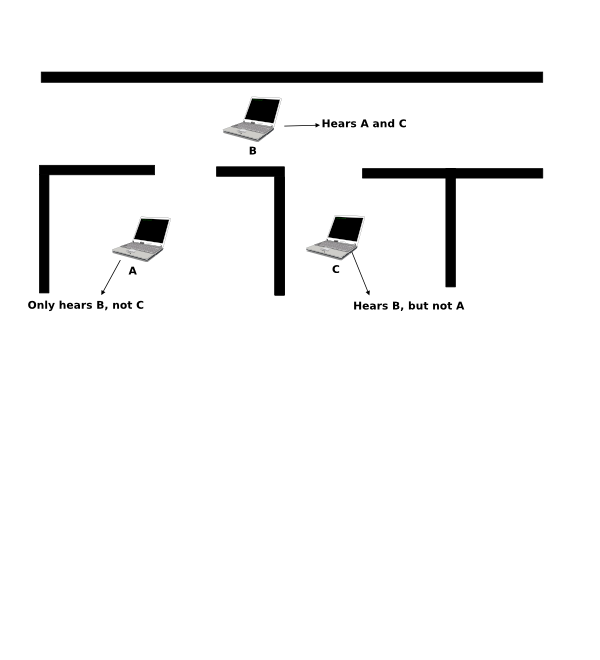 Hears A and C
B
A
C
Only hears B, not C
Hears B, but not A